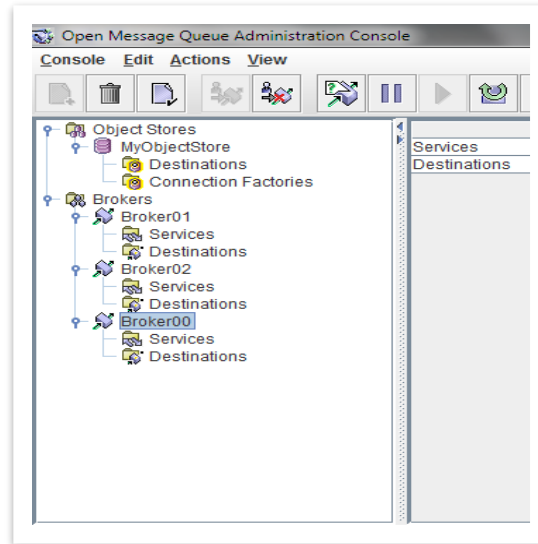 Open Message Queue Administration Console
Console Edit Actions View
Object Stores
MyObjectStore
Destinations
Connection Factories
Brokers
Broker01
Services
Destinations
Broker02
Services
Destinations
Broker00
Services
Destinations
Services
Destinations